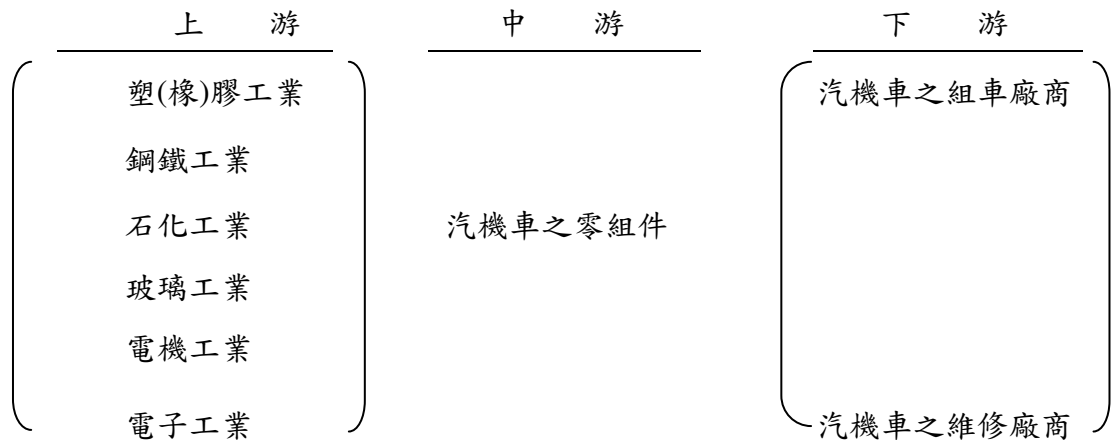 上 游 中 游 下 游
塑(橡)膠工業 汽機車之組車廠商
鋼鐵工業
石化工業 汽機車之零組件
玻璃工業
電機工業
電子工業 汽機車之維修廠商